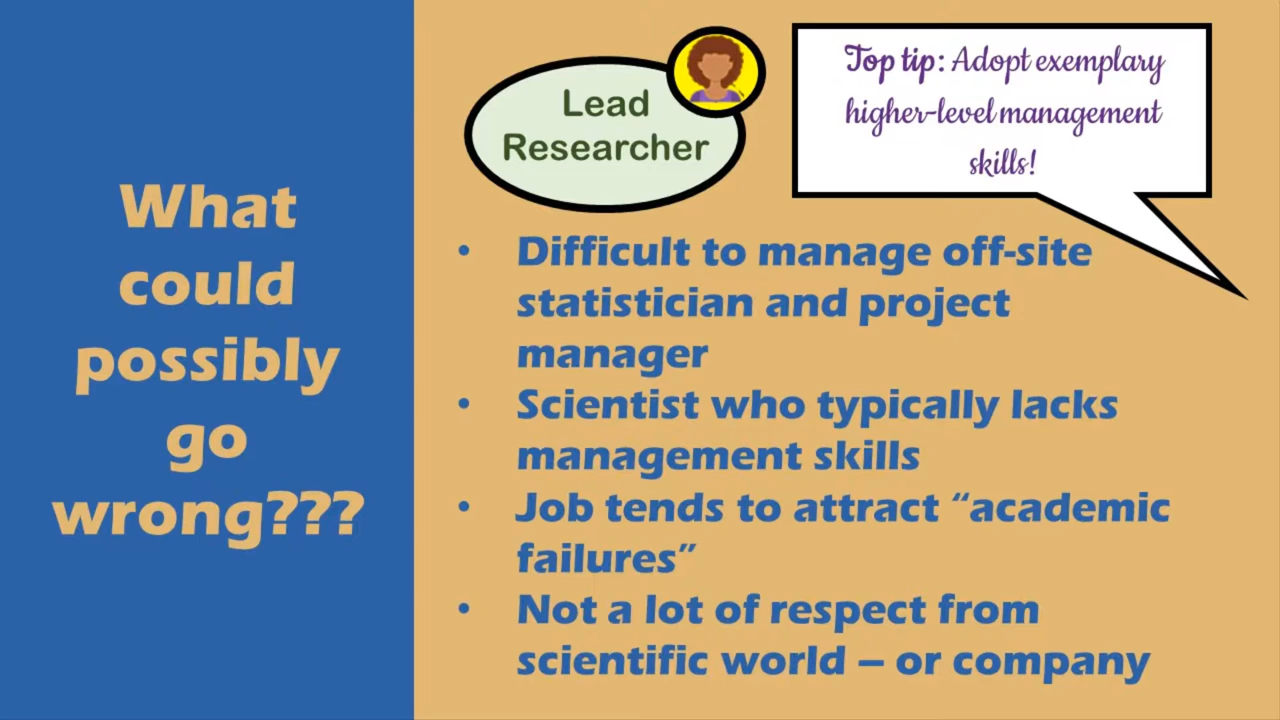 What
could
possibly
go
wrong???
Lead
Researcher
Top tip: Adopt exemplary
higher-level management
skills!
• Difficult to manage off-site
statistician and project
manager
• Scientist who typically lacks
management skills
• Job tends to attract “academic
failures”
• Not a lot of respect from
scientific world – or company